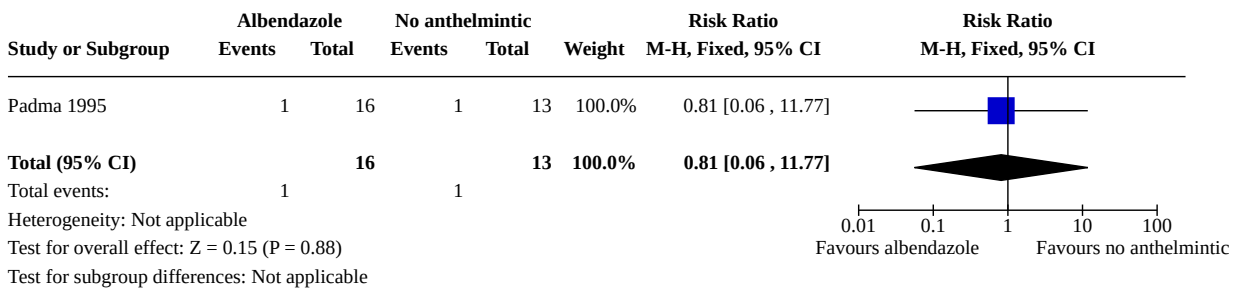 Albendazole No anthelmintic Risk Ratio Risk Ratio
Study or Subgroup Events Total Events Total Weight M-H, Fixed, 95% CI M-H, Fixed, 95% CI
Padma 1995 1 16 1 13 100.0% 0.81 [0.06 , 11.77]
Total (95% CI) 16 13 100.0% 0.81 [0.06 , 11.77]
Total events: 1 1
Heterogeneity: Not applicable
0.01 0.1 1 10 100
Test for overall effect: Z = 0.15 (P = 0.88) Favours albendazole Favours no anthelmintic
Test for subgroup differences: Not applicable